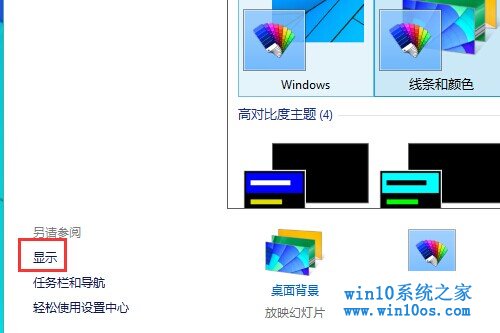 Windows
线条和颜色
高对比度主题 (4)
另请参阅
显示
任务栏和导航
轻松使用设置中心
桌面背景
放映幻灯片
win10系统之家
www.win10os.com